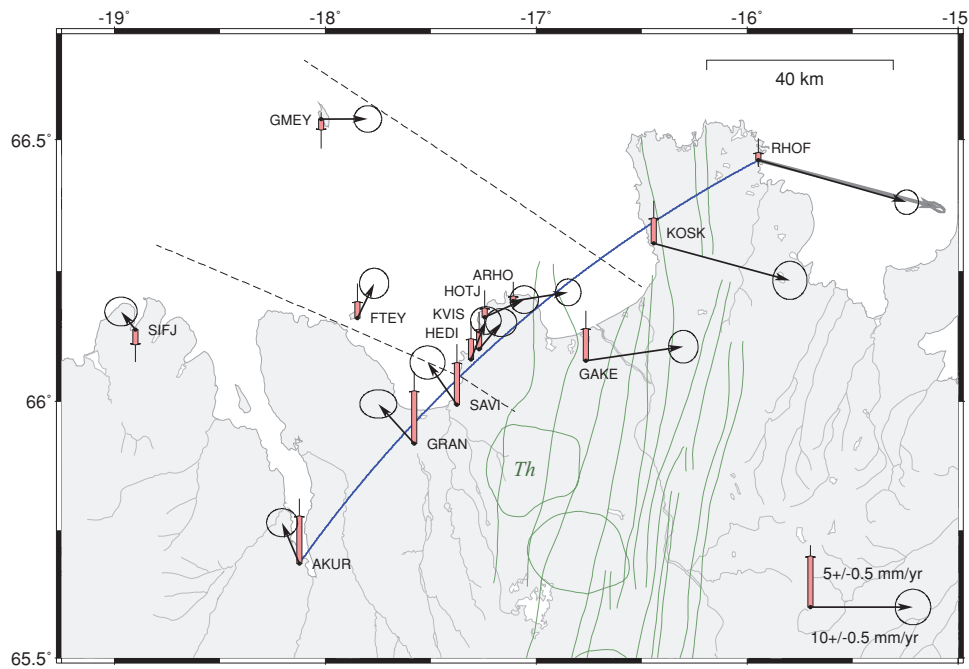 -19 -18 -17 -16 -15
40 km
GMEY
66.5
RHOF
KOSK
ARHO
HOTJ
FTEY
KVIS
SIFJ
HEDI
GAKE
66
SAVI
GRAN
Th
AKUR
5+/-0.5 mm/yr
10+/-0.5 mm/yr
65.5